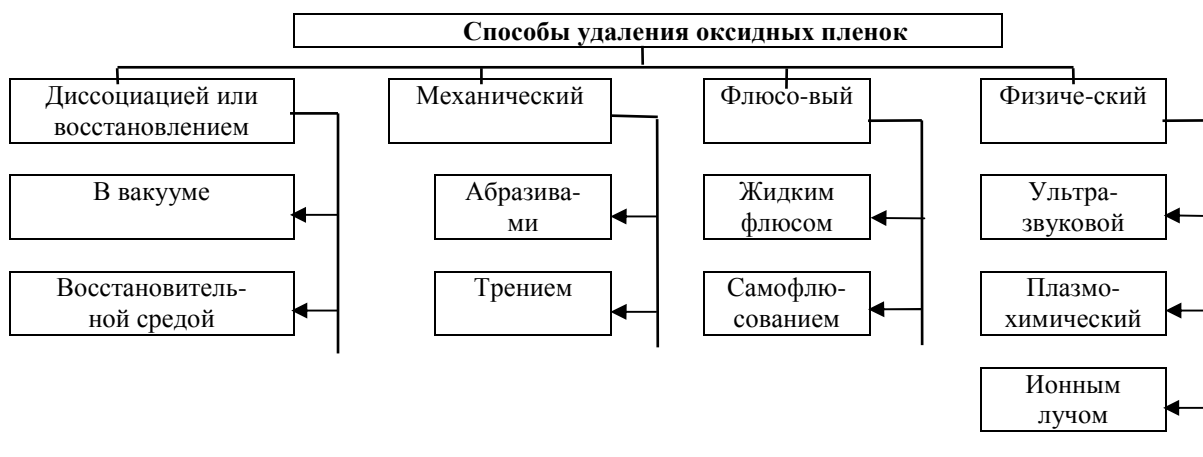 Способы удаления оксидных пленок
Диссоциацией или
восстановлением
Механический
Флюсо-вый
Физиче-ский
В вакууме
Абразива-
ми
Жидким
флюсом
Ультра-
звуковой
Восстановитель-
ной средой
Трением
Самофлю-
сованием
Плазмо-
химический
Ионным
лучом